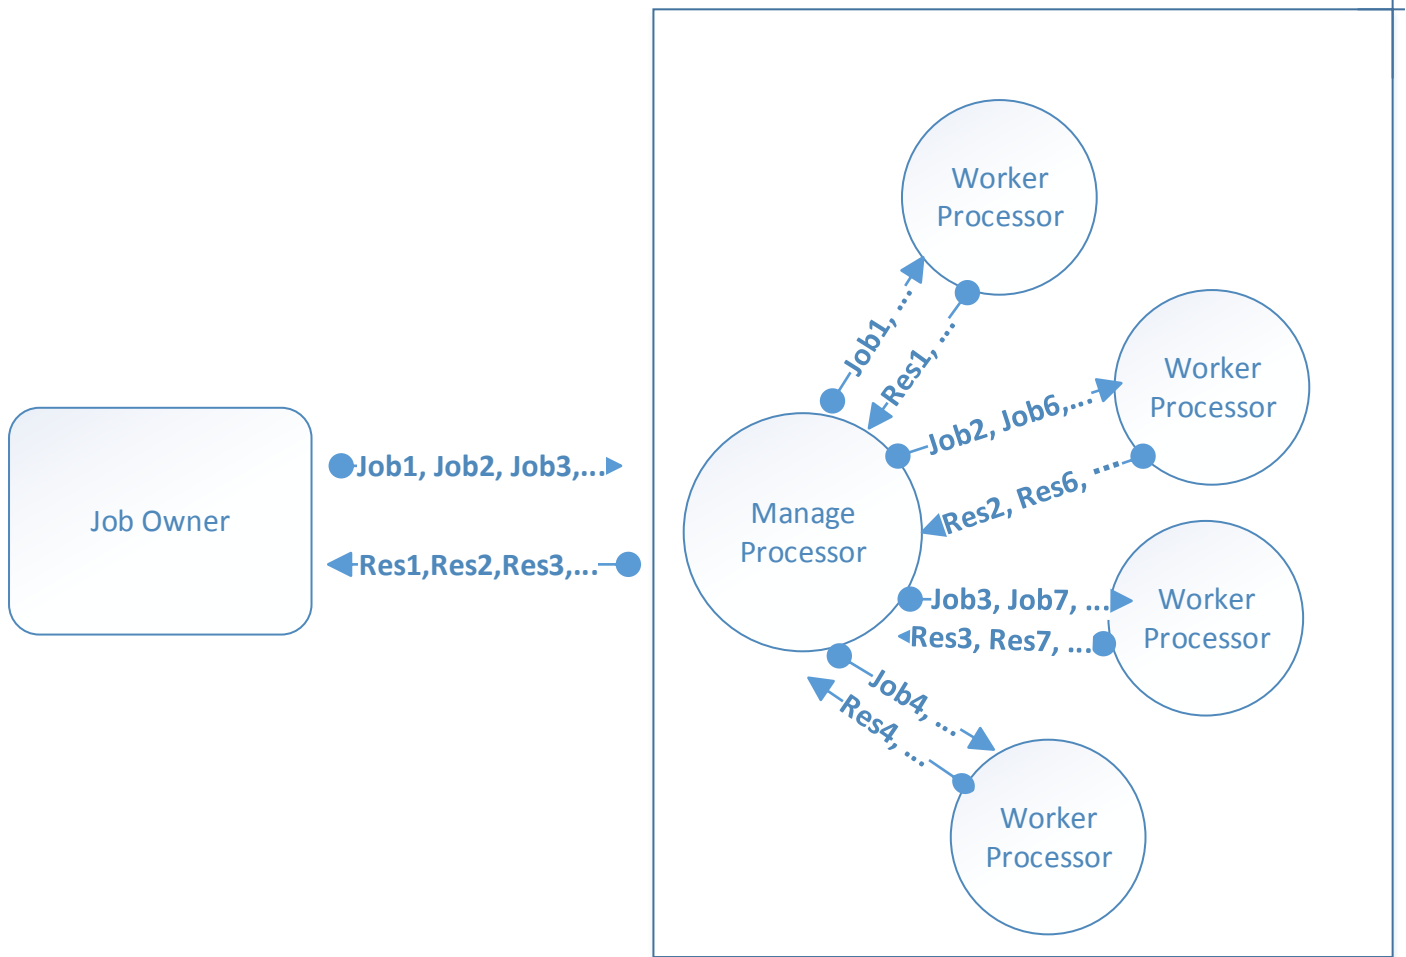 Worker
Processor
Job1, ...
Res1, ...
Worker
Processor
Job2, Job6,...
Res2, Res6, ...
Job1, Job2, Job3,...
Job Owner
Res1,Res2,Res3,...
Manage
Processor
Job3, Job7, ...
Res3, Res7, ...
Worker
Processor
Job4, ...
Res4, ...
Worker
Processor